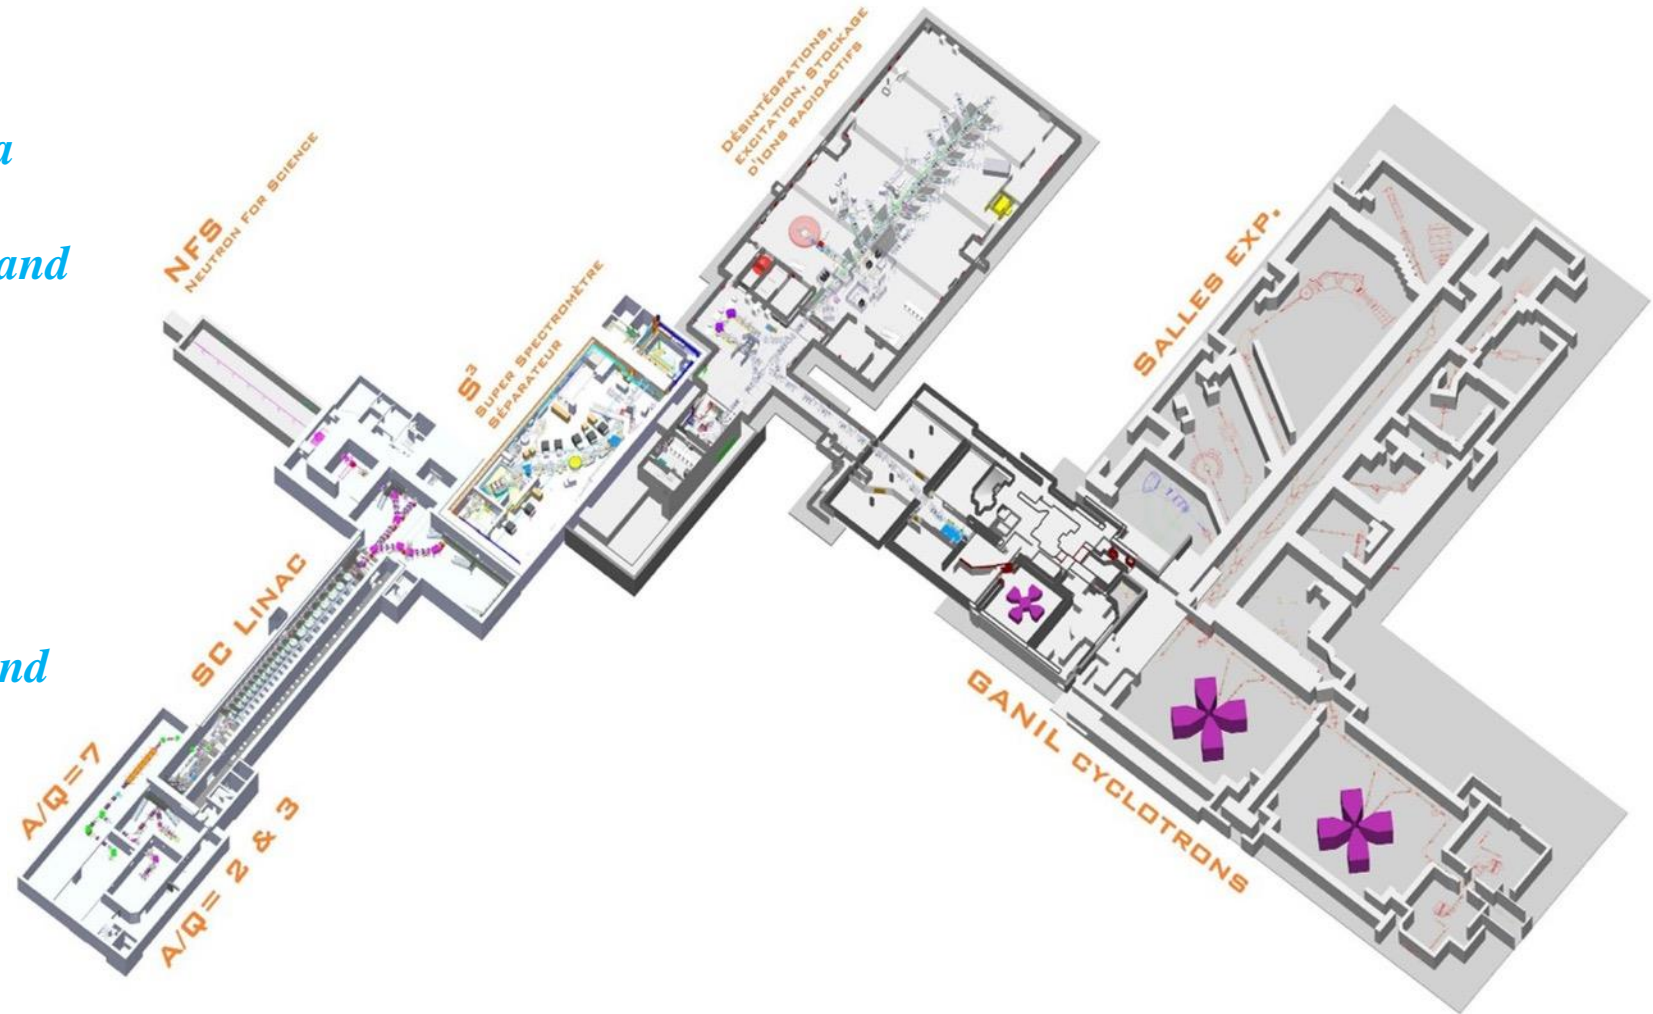 a
and
nd
NFS
NEUTRON FOR SCIENCE
S³
SUPER SPECTROMÈTRE
SÉPARATEUR
DÉSINTÉGRATIONS,
EXCITATION, STOCKAGE
D'IONS RADIOACTIFS
SALLES EXP.
SC LINAC
A/Q=7
A/Q= 2 & 3
GANIL CYCLOTRONS